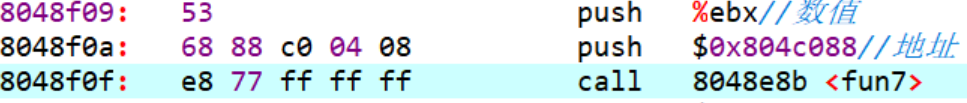 8048f09: 53 push %ebx//数值
8048f0a: 68 88 c0 04 08 push $0x804c088//地址
8048f0f: e8 77 ff ff ff call 8048e8b <fun7>